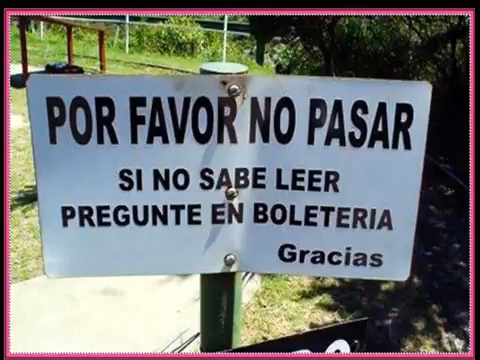 POR FAVOR NO PASAR
SI NO SABE LEER
PREGUNTE EN BOLETERIA
Gracias